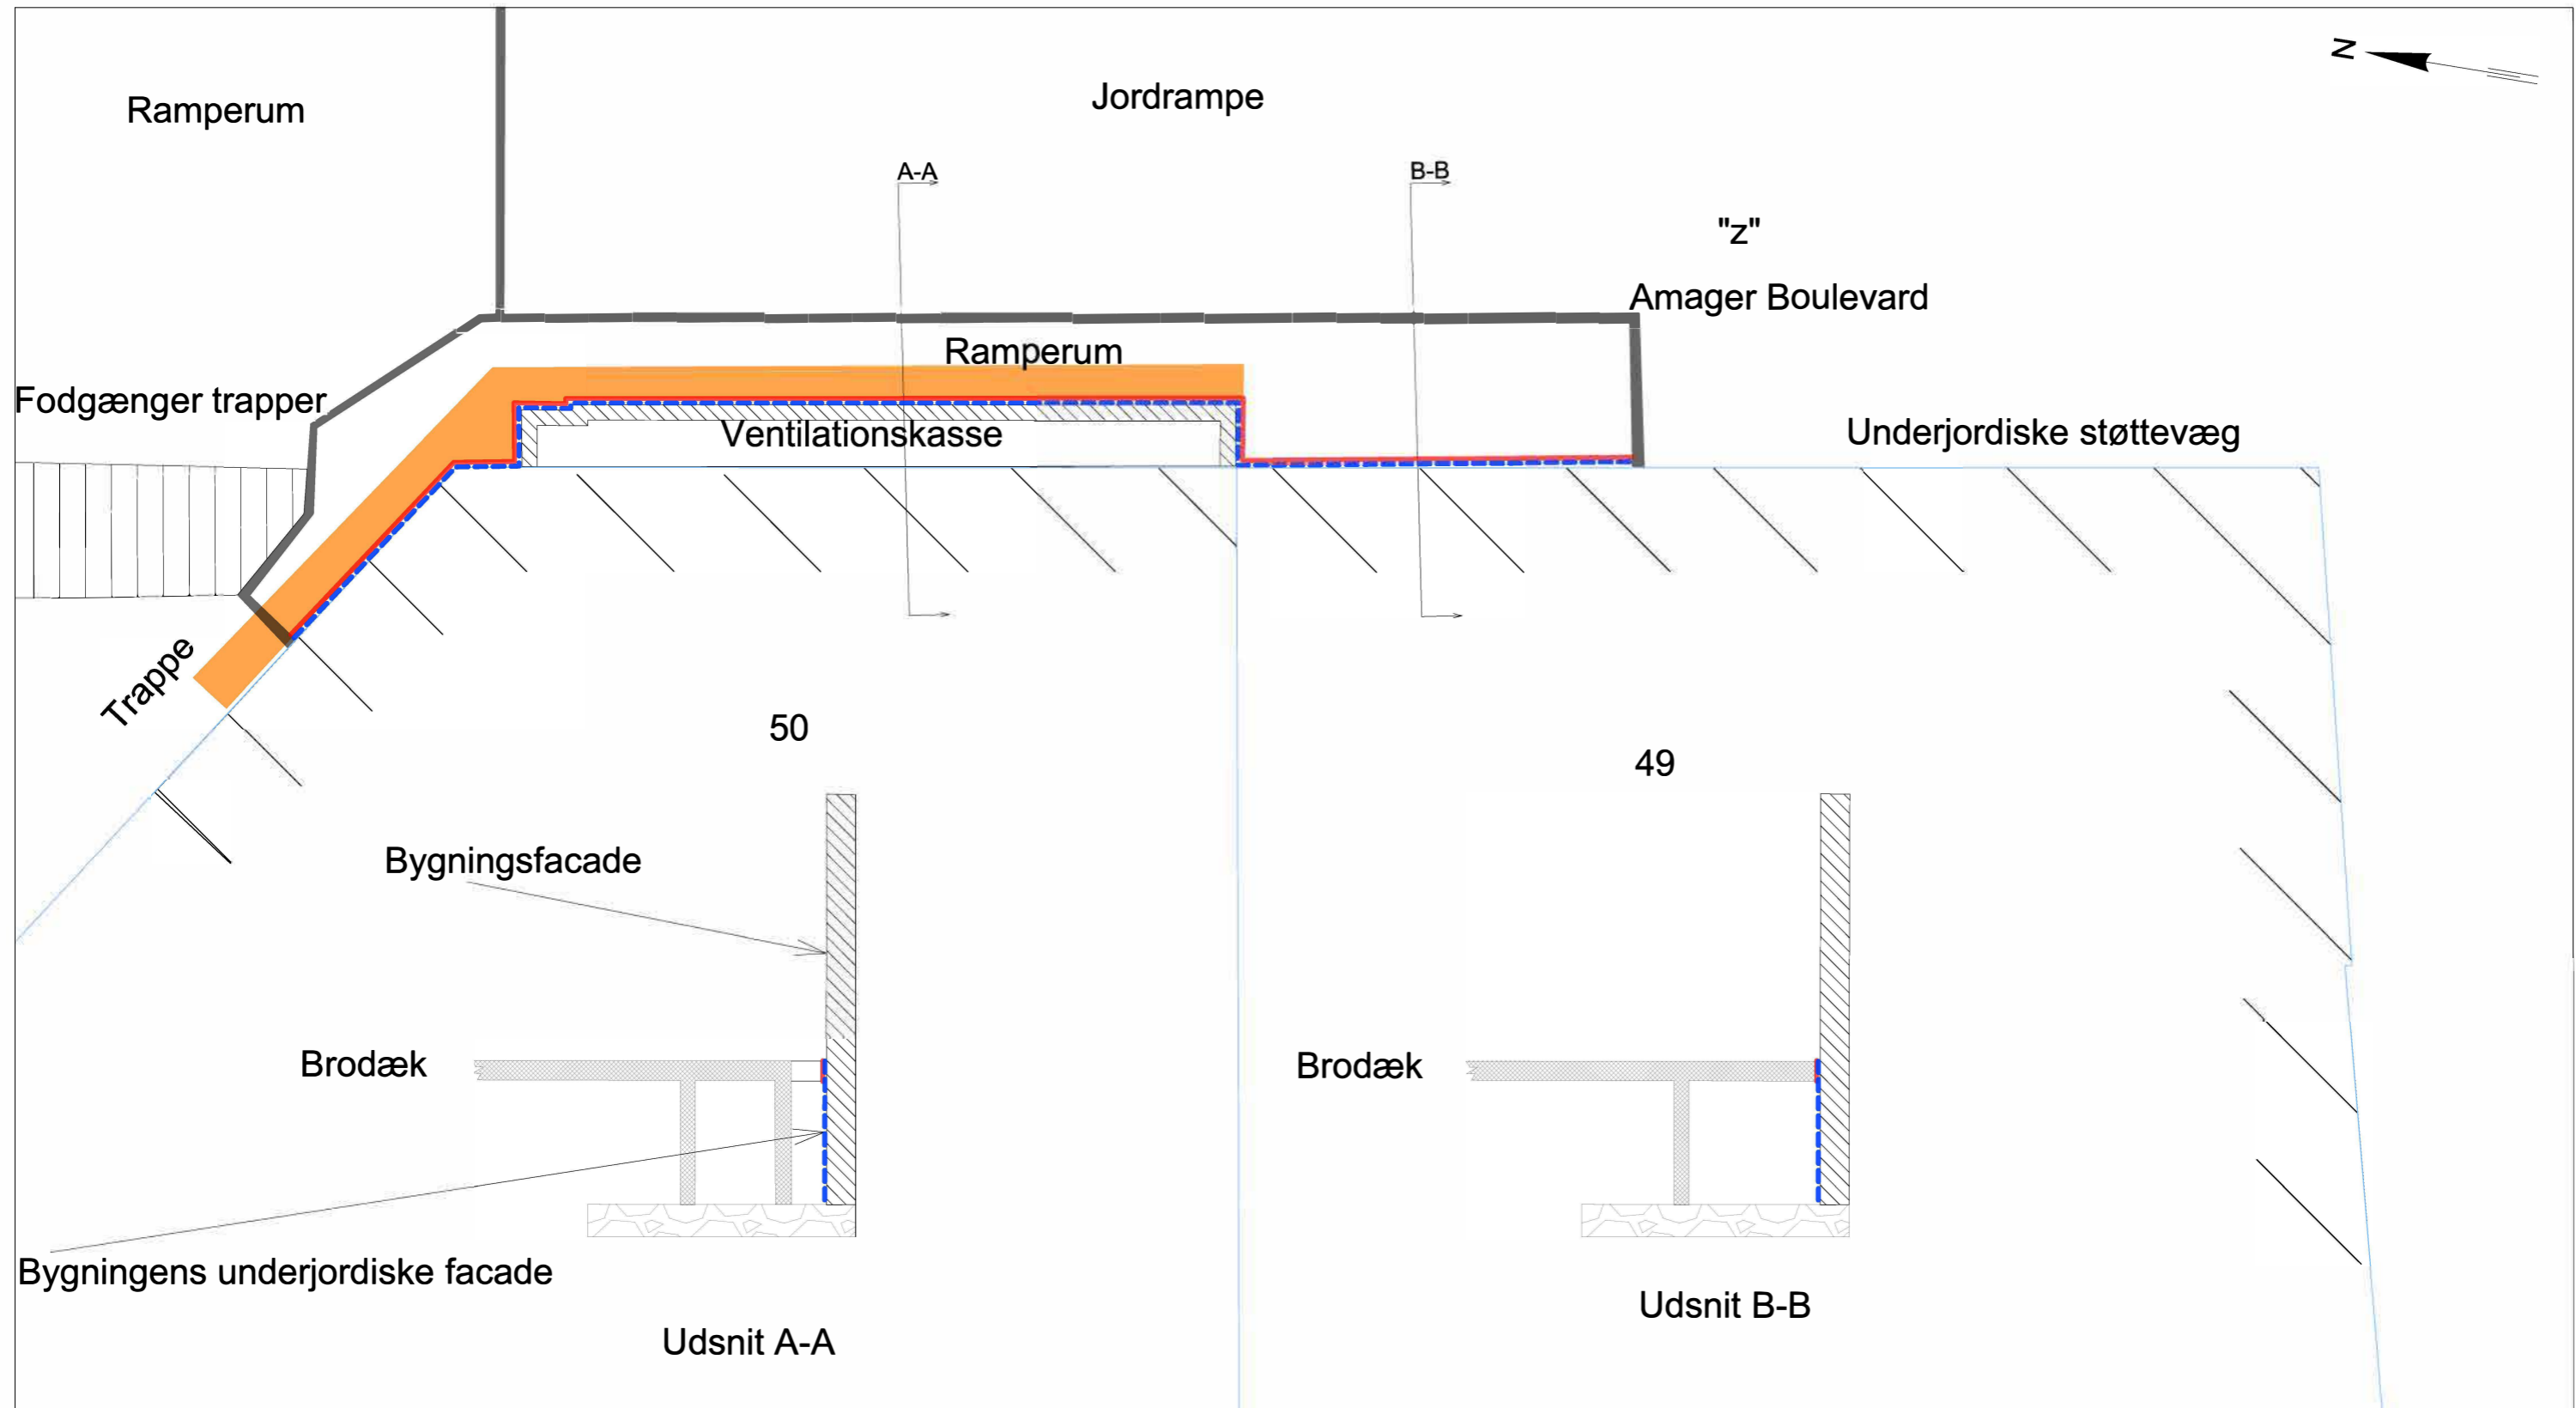 N
Ramperum
Jordrampe
A-A
B-B
"z"
Amager Boulevard
Ramperum
Fodgænger trapper
Ventilationskasse
Underjordiske støttevæg
Trappe
50
49
Bygningsfacade
Brodæk
Brodæk
Bygningens underjordiske facade
Udsnit B-B
Udsnit A-A